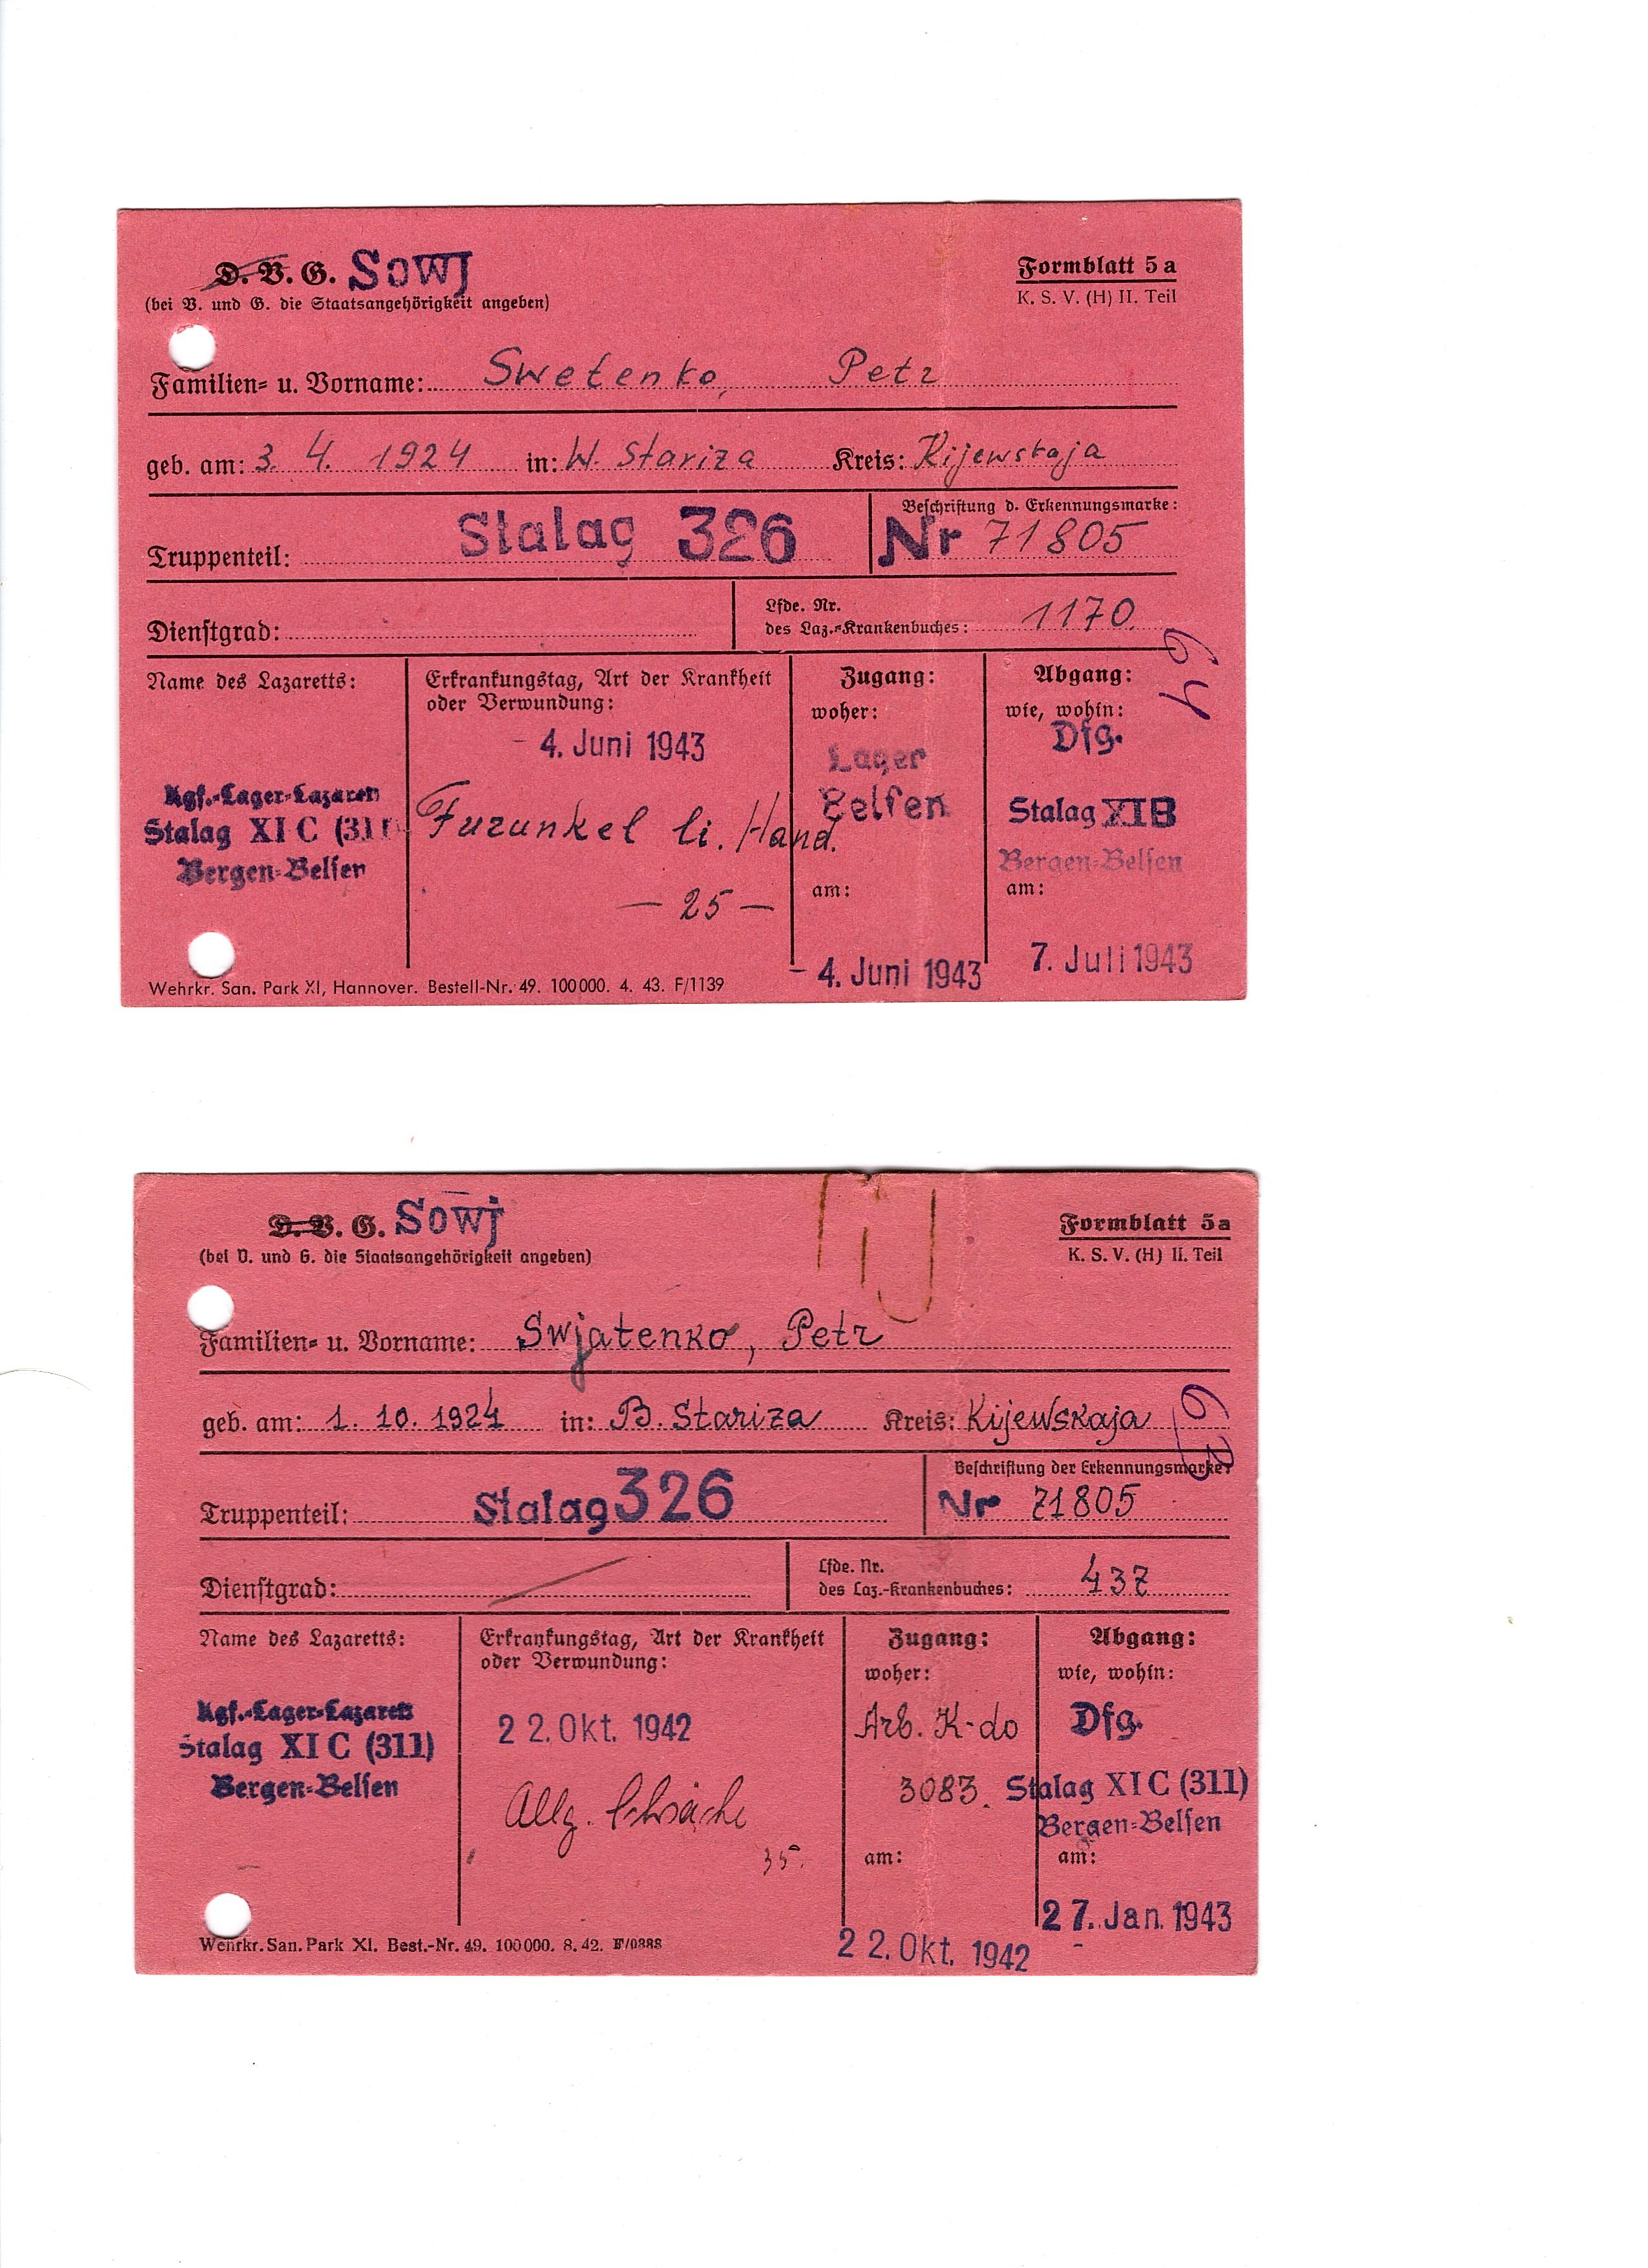 D. V. G. Sowj
Formblatt 5a
(bei V. und G. die Staatsangehörigkeit angeben)
K. S. V. (H) II. Teil
Familien- u. Vorname: Swetenko, Petr
geb. am: 3. 4. 1924 in: W. Stariza Kreis: Kijewskaja
Beschriftung d. Erkennungsmarke:
Truppenteil: Stalag 326 Nr 71805
Lfde. Nr.
Dienstgrad: des Laz.-Krankenbuches: 1170.
64
Name des Lazaretts: Erkrankungstag, Art der Krankheit Zugang: Abgang:
oder Verwundung: woher: wie, wohin:
- 4. Juni 1943 Lager Dfg.
Kgf.-Lager-Lazarett Belsen Stalag XIB
Stalag XI C (311) Furunkel li. Hand.
Bergen-Belsen Bergen-Belsen
- 25 - am: am:
- 4. Juni 1943 7. Juli 1943
Wehrkr. San. Park XI, Hannover. Bestell-Nr. 49. 100000. 4. 43. F/1139
D. V. G. Sowj
Formblatt 5a
(bei V. und G. die Staatsangehörigkeit angeben)
K. S. V. (H) II. Teil
Familien- u. Vorname: Swjatenko, Petr
geb. am: 1. 10. 1924 in: B. Stariza Kreis: Kijewskaja
Beschriftung der Erkennungsmarke:
Truppenteil: Stalag 326 Nr 71805
Lfde. Nr.
Dienstgrad: des Laz.-Krankenbuches: 437
Name des Lazaretts: Erkrankungstag, Art der Krankheit Zugang: Abgang:
oder Verwundung: woher: wie, wohin:
Kgf.-Lager-Lazarett 22. Okt. 1942 Arb. K-do Dfg.
Stalag XI C (311) 3083. Stalag XI C (311)
Bergen-Belsen Allg. Schwäche Bergen-Belsen
35. am: am:
22. Okt. 1942 27. Jan. 1943
Wehrkr. San. Park XI. Best.-Nr. 49. 100000. 8. 42. F/0888